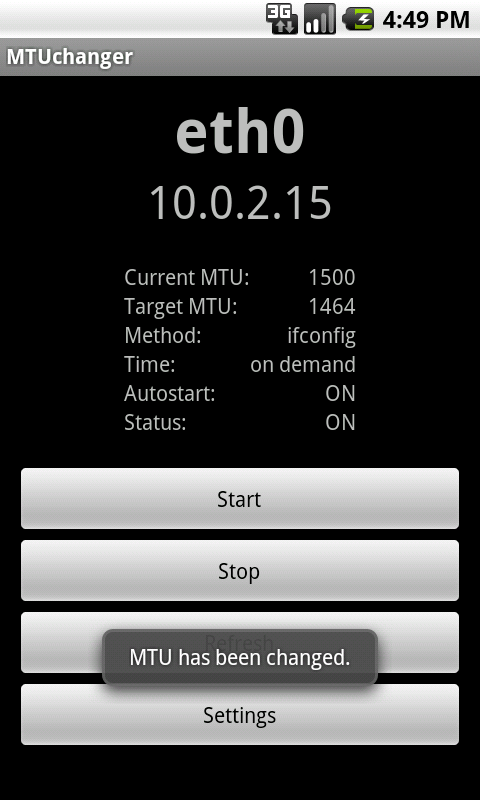 3G 4:49 PM
MTUchanger
eth0
10.0.2.15
Current MTU: 1500
Target MTU: 1464
Method: ifconfig
Time: on demand
Autostart: ON
Status: ON
Start
Stop
Refresh
MTU has been changed.
Settings